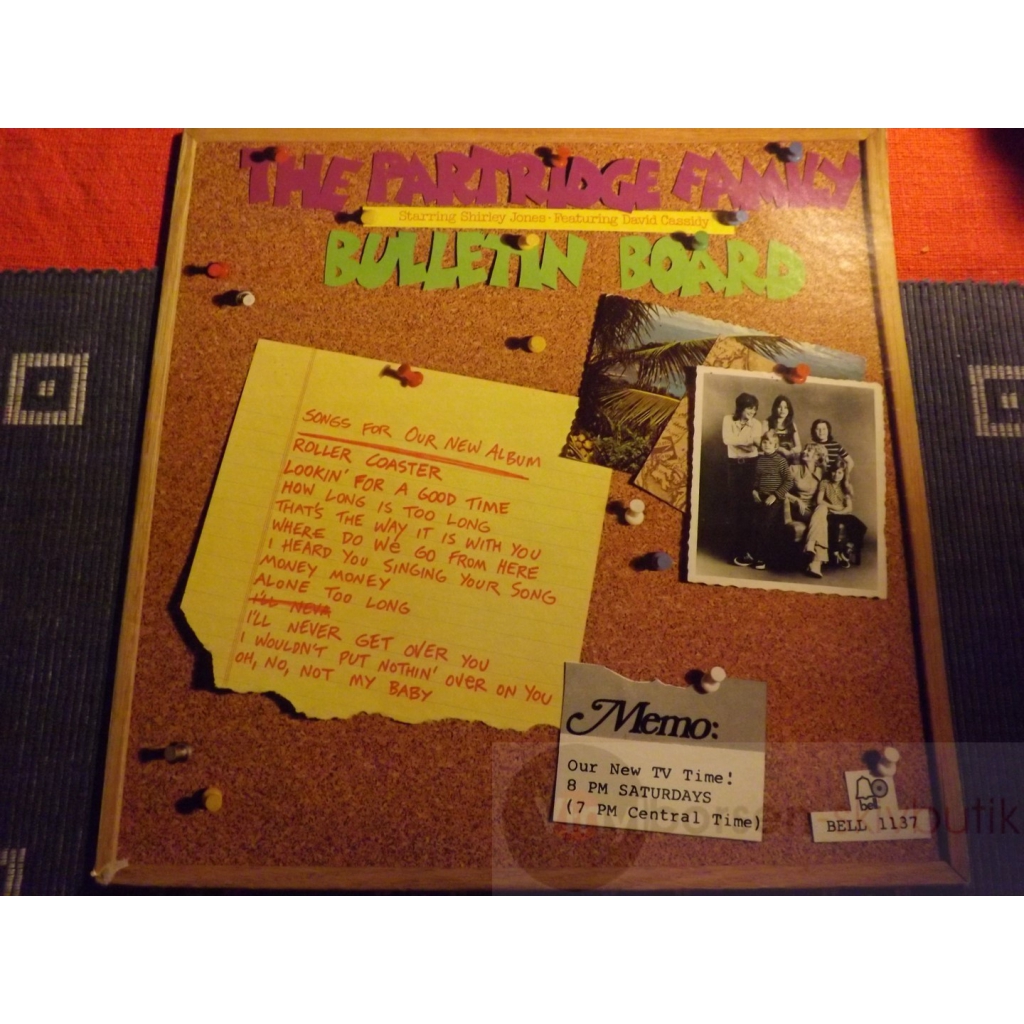 THE PARTRIDGE FAMILY
Starring Shirley Jones · Featuring David Cassidy
BULLETIN BOARD
SONGS FOR OUR NEW ALBUM
ROLLER COASTER
LOOKIN' FOR A GOOD TIME
HOW LONG IS TOO LONG
THAT'S THE WAY IT IS WITH YOU
WHERE DO WE GO FROM HERE
I HEARD YOU SINGING YOUR SONG
MONEY MONEY
ALONE TOO LONG
I'LL NEVA
I'LL NEVER GET OVER YOU
I WOULDN'T PUT NOTHIN' OVER ON YOU
OH, NO, NOT MY BABY
Memo:
Our New TV Time!
8 PM SATURDAYS
(7 PM Central Time)
bell
BELL 1137